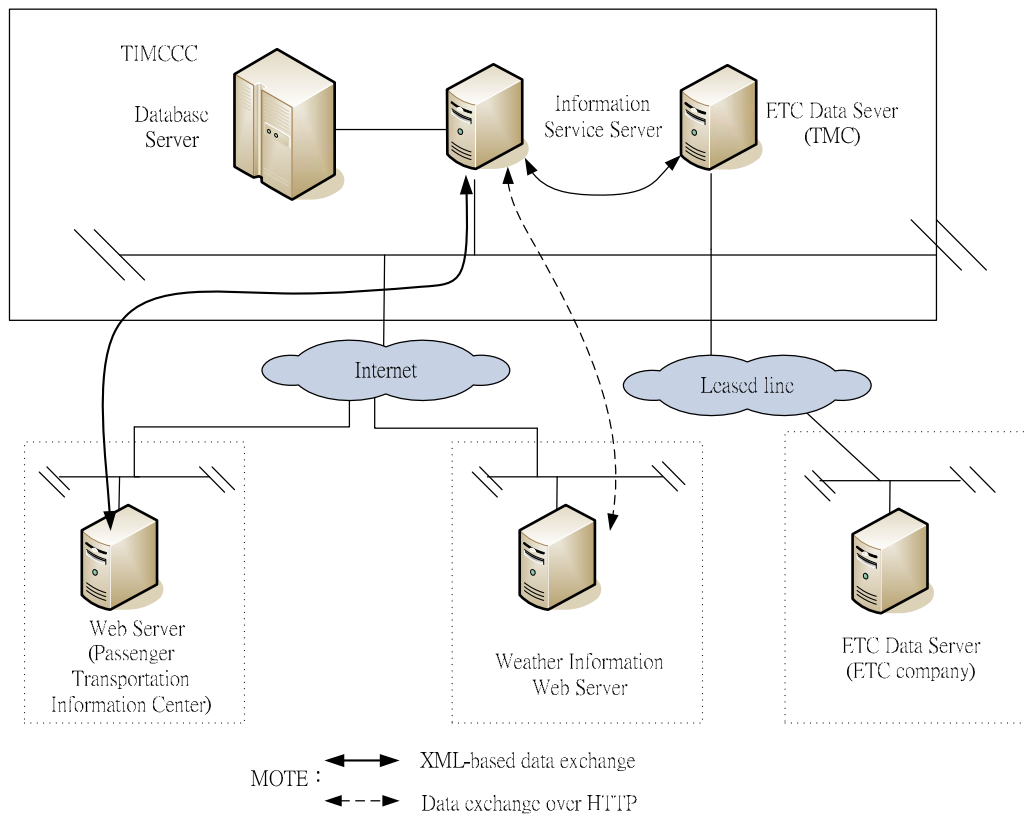 TIMCCC
Database
Server
Information
Service Server
ETC Data Sever
(TMC)
Internet
Leased line
Web Server
(Passenger
Transportation
Information Center)
Weather Information
Web Server
ETC Data Server
(ETC company)
MOTE :
XML-based data exchange
Data exchange over HTTP